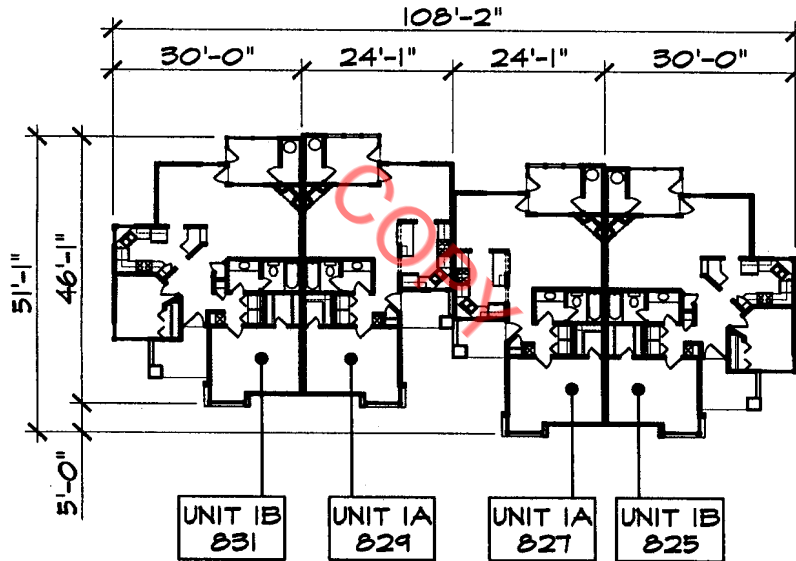 108'-2"
30'-0" 24'-1" 24'-1" 30'-0"
51'-1"
46'-1"
5'-0"
COPY
UNIT 1B
831
UNIT 1A
829
UNIT 1A
827
UNIT 1B
825